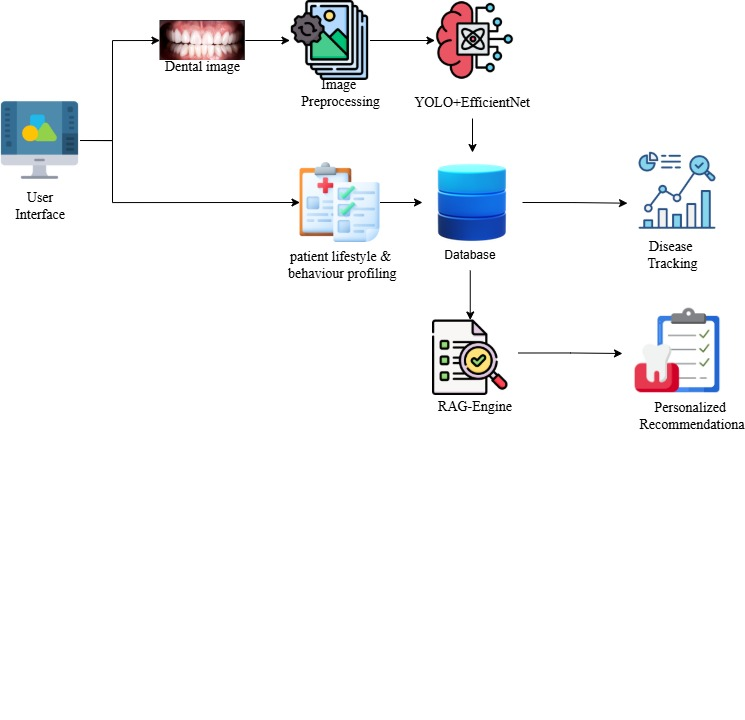 Dental image
Image
Preprocessing
YOLO+EfficientNet
User
Interface
patient lifestyle &
behaviour profiling
Database
Disease
Tracking
RAG-Engine
Personalized
Recommendationa